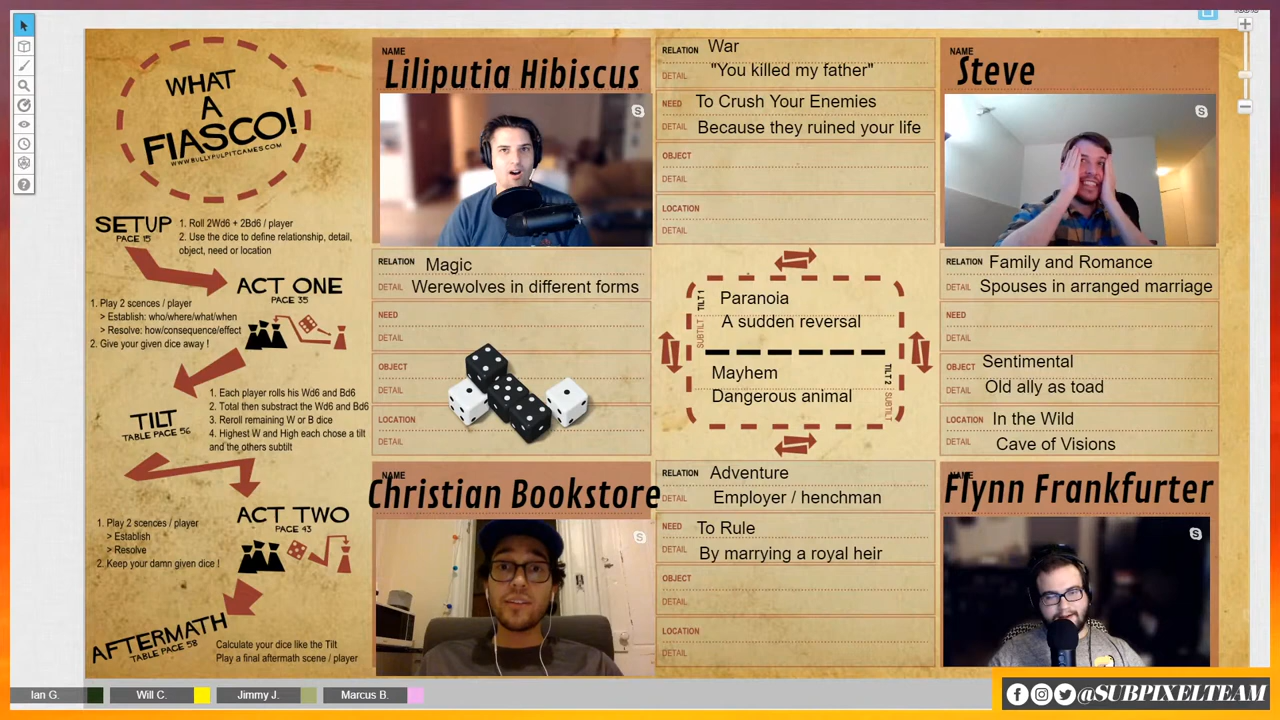 WHAT
A
FIASCO!
WWW.BULLYPULPITGAMES.COM
SETUP
PAGE 15
1. Roll 2Wd6 + 2Bd6 / player
2. Use the dice to define relationship, detail,
object, need or location
ACT ONE
PAGE 35
1. Play 2 scences / player
> Establish: who/where/what/when
> Resolve: how/consequence/effect
2. Give your given dice away !
TILT
TABLE PAGE 56
1. Each player rolls his Wd6 and Bd6
2. Total then substract the Wd6 and Bd6
3. Reroll remaining W or B dice
4. Highest W and High each chose a tilt
and the others subtilt
ACT TWO
PAGE 43
1. Play 2 scences / player
> Establish
> Resolve
2. Keep your damn given dice !
AFTERMATH
TABLE PAGE 58
Calculate your dice like the Tilt
Play a final aftermath scene / player
NAME
Liliputia Hibiscus
RELATION War
DETAIL "You killed my father"
NEED To Crush Your Enemies
DETAIL Because they ruined your life
OBJECT
DETAIL
LOCATION
DETAIL
NAME
Steve
RELATION Magic
DETAIL Werewolves in different forms
NEED
DETAIL
OBJECT
DETAIL
LOCATION
DETAIL
TILT 1
SUBTILT
Paranoia
A sudden reversal
Mayhem
Dangerous animal
TILT 2
SUBTILT
RELATION Family and Romance
DETAIL Spouses in arranged marriage
NEED
DETAIL
OBJECT Sentimental
DETAIL Old ally as toad
LOCATION In the Wild
DETAIL Cave of Visions
NAME
Christian Bookstore
RELATION Adventure
DETAIL Employer / henchman
NEED To Rule
DETAIL By marrying a royal heir
OBJECT
DETAIL
LOCATION
DETAIL
NAME
Flynn Frankfurter
Ian G.
Will C.
Jimmy J.
Marcus B.
@SUBPIXELTEAM